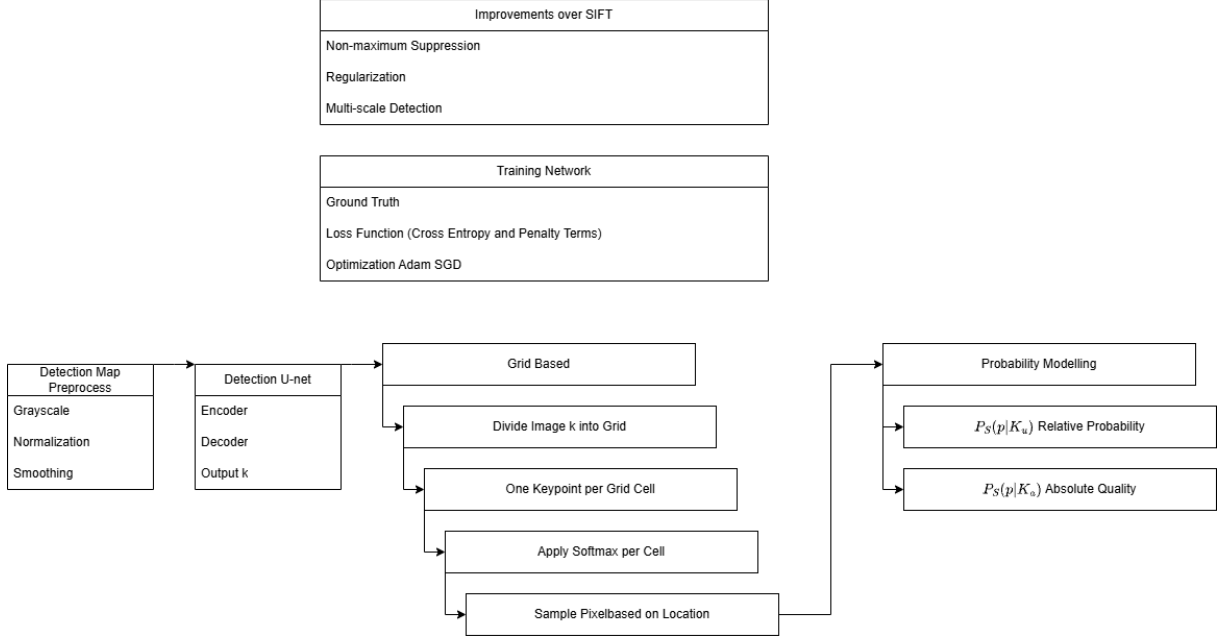 Improvements over SIFT
Non-maximum Suppression
Regularization
Multi-scale Detection
Training Network
Ground Truth
Loss Function (Cross Entropy and Penalty Terms)
Optimization Adam SGD
Detection Map
Preprocess
Grayscale
Normalization
Smoothing
Detection U-net
Encoder
Decoder
Output k
Grid Based
Divide Image k into Grid
One Keypoint per Grid Cell
Apply Softmax per Cell
Sample Pixelbased on Location
Probability Modelling
$P_S(p|K_u)$ Relative Probability
$P_S(p|K_a)$ Absolute Quality